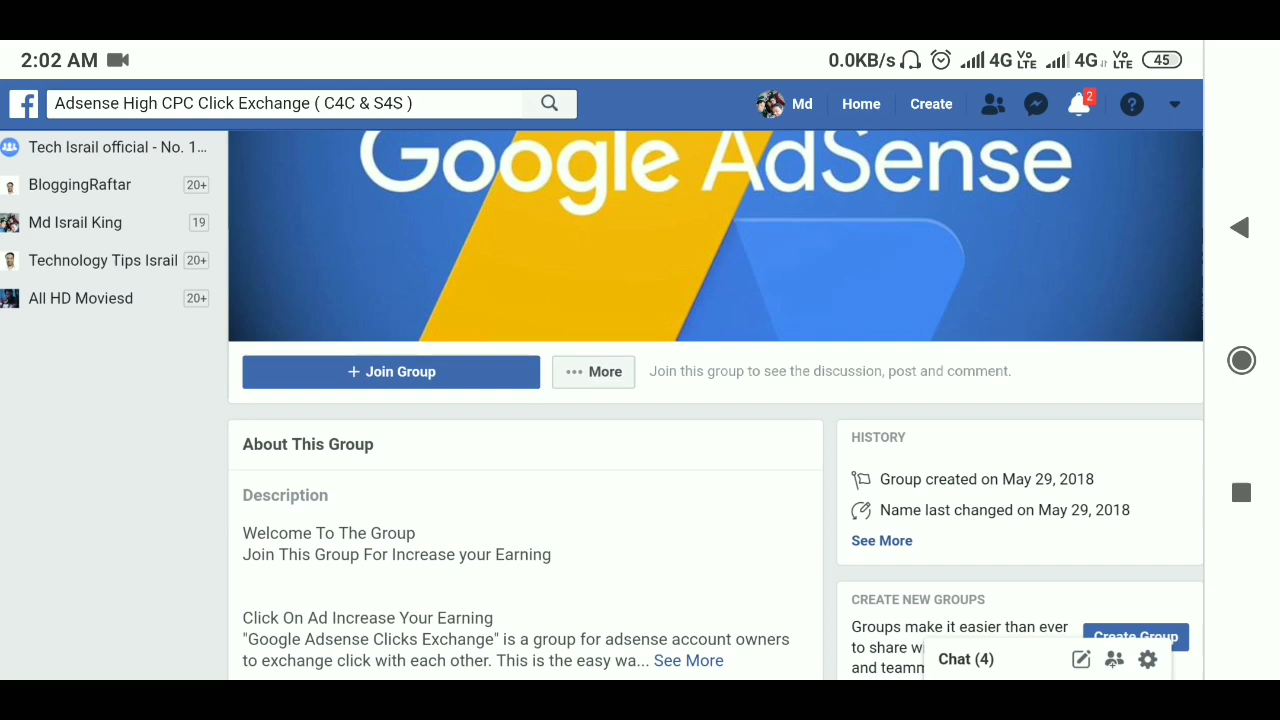 2:02 AM
0.0KB/s 4G Vo LTE 4G Vo LTE 45
Adsense High CPC Click Exchange ( C4C & S4S )
Md Home Create 2 ?
Tech Israil official - No. 1...
BloggingRaftar 20+
Md Israil King 19
Technology Tips Israil 20+
All HD Moviesd 20+
Google AdSense
+ Join Group
••• More
Join this group to see the discussion, post and comment.
About This Group
Description
Welcome To The Group
Join This Group For Increase your Earning
Click On Ad Increase Your Earning
"Google Adsense Clicks Exchange" is a group for adsense account owners
to exchange click with each other. This is the easy wa... See More
HISTORY
Group created on May 29, 2018
Name last changed on May 29, 2018
See More
CREATE NEW GROUPS
Groups make it easier than ever
to share w
and teamm
Create Group
Chat (4)